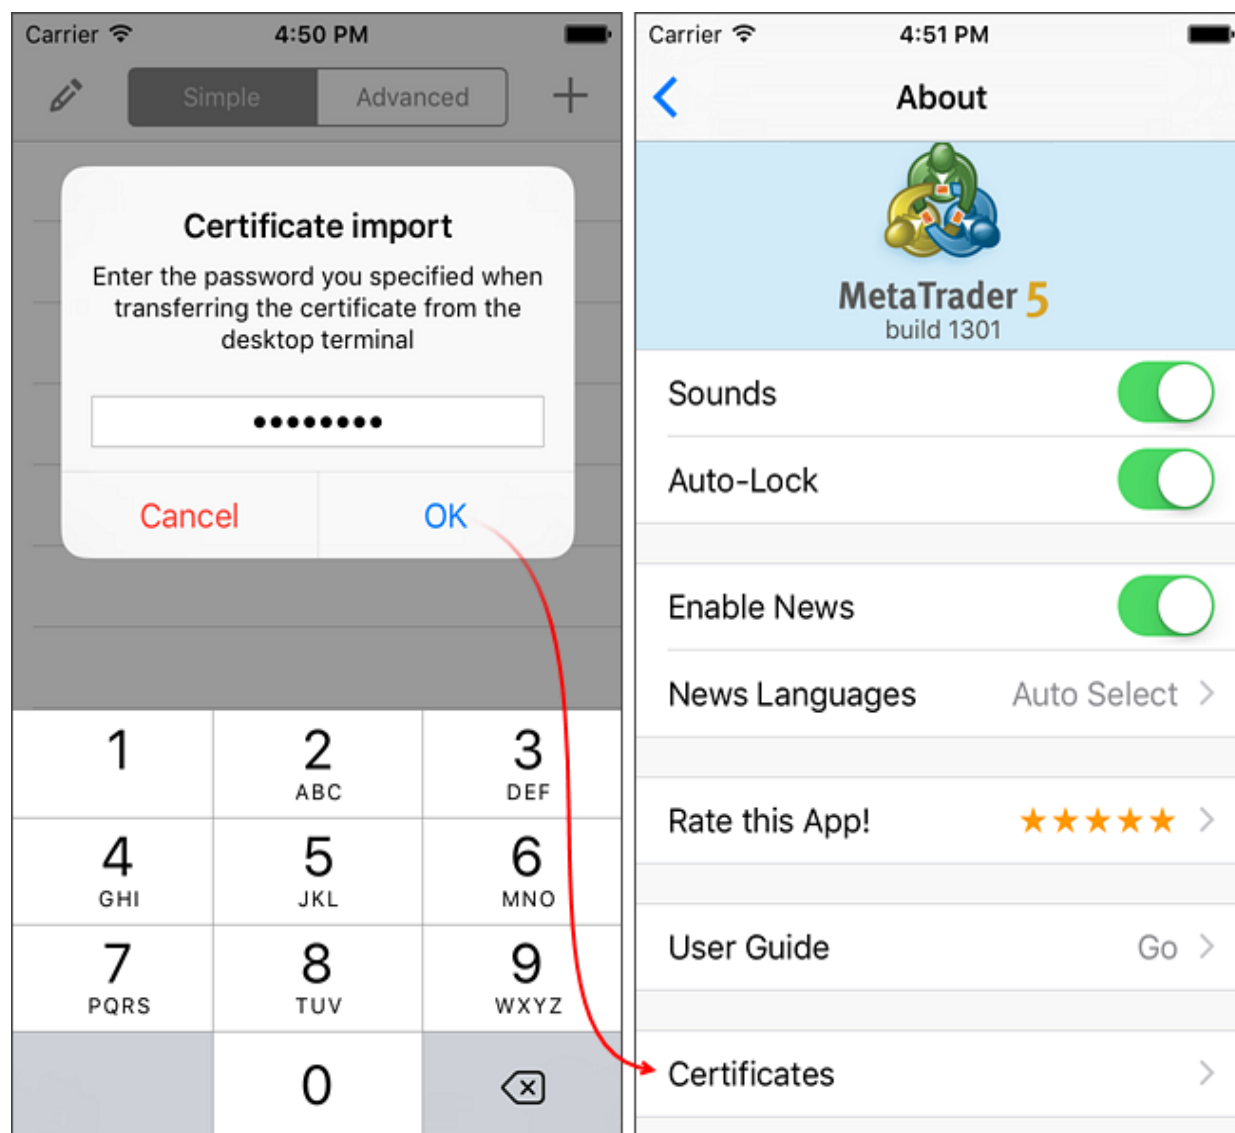 Carrier 4:50 PM
Simple Advanced
Certificate import
Enter the password you specified when
transferring the certificate from the
desktop terminal
••••••••
Cancel OK
1 2 3
ABC DEF
4 5 6
GHI JKL MNO
7 8 9
PQRS TUV WXYZ
0
Carrier 4:51 PM
About
MetaTrader 5
build 1301
Sounds
Auto-Lock
Enable News
News Languages Auto Select
Rate this App! ★★★★★
User Guide Go
Certificates